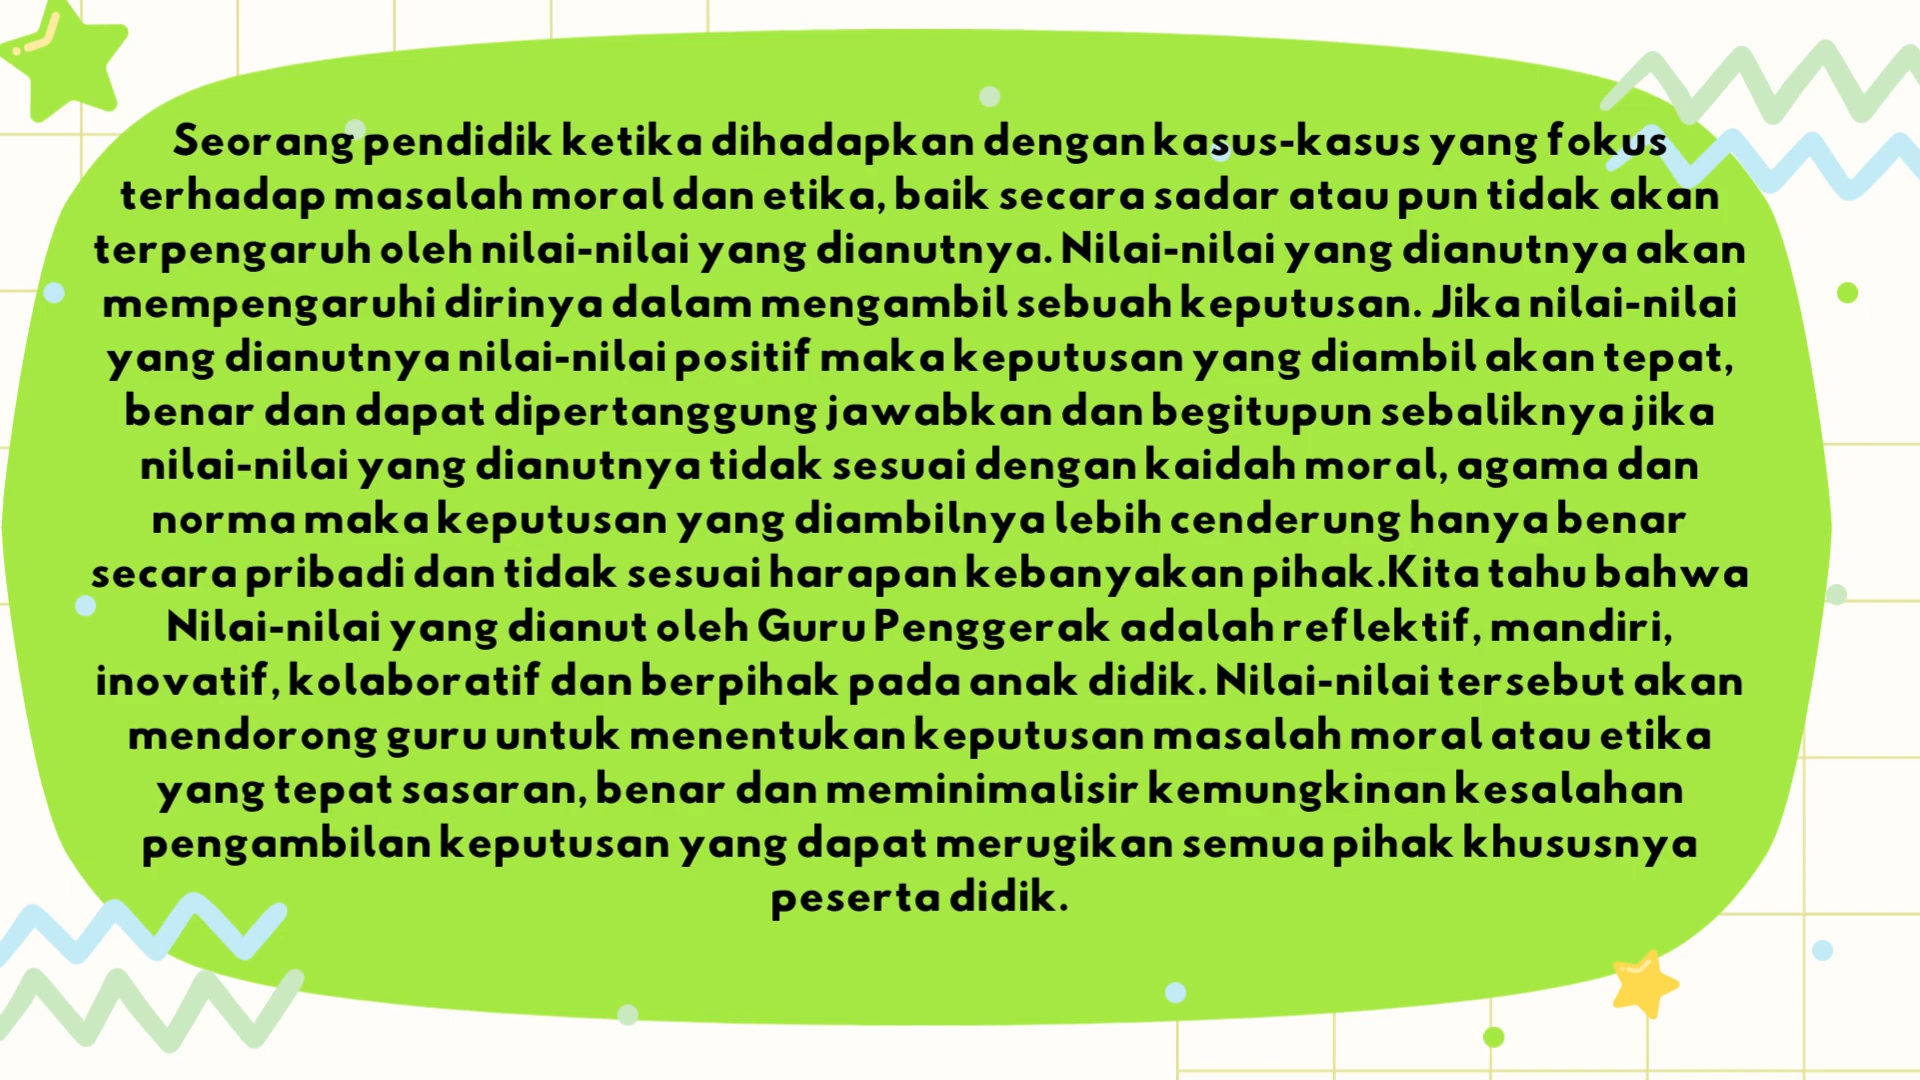 Seorang pendidik ketika dihadapkan dengan kasus-kasus yang fokus
terhadap masalah moral dan etika, baik secara sadar atau pun tidak akan
terpengaruh oleh nilai-nilai yang dianutnya. Nilai-nilai yang dianutnya akan
mempengaruhi dirinya dalam mengambil sebuah keputusan. Jika nilai-nilai
yang dianutnya nilai-nilai positif maka keputusan yang diambil akan tepat,
benar dan dapat dipertanggung jawabkan dan begitupun sebaliknya jika
nilai-nilai yang dianutnya tidak sesuai dengan kaidah moral, agama dan
norma maka keputusan yang diambilnya lebih cenderung hanya benar
secara pribadi dan tidak sesuai harapan kebanyakan pihak.Kita tahu bahwa
Nilai-nilai yang dianut oleh Guru Penggerak adalah reflektif, mandiri,
inovatif, kolaboratif dan berpihak pada anak didik. Nilai-nilai tersebut akan
mendorong guru untuk menentukan keputusan masalah moral atau etika
yang tepat sasaran, benar dan meminimalisir kemungkinan kesalahan
pengambilan keputusan yang dapat merugikan semua pihak khususnya
peserta didik.